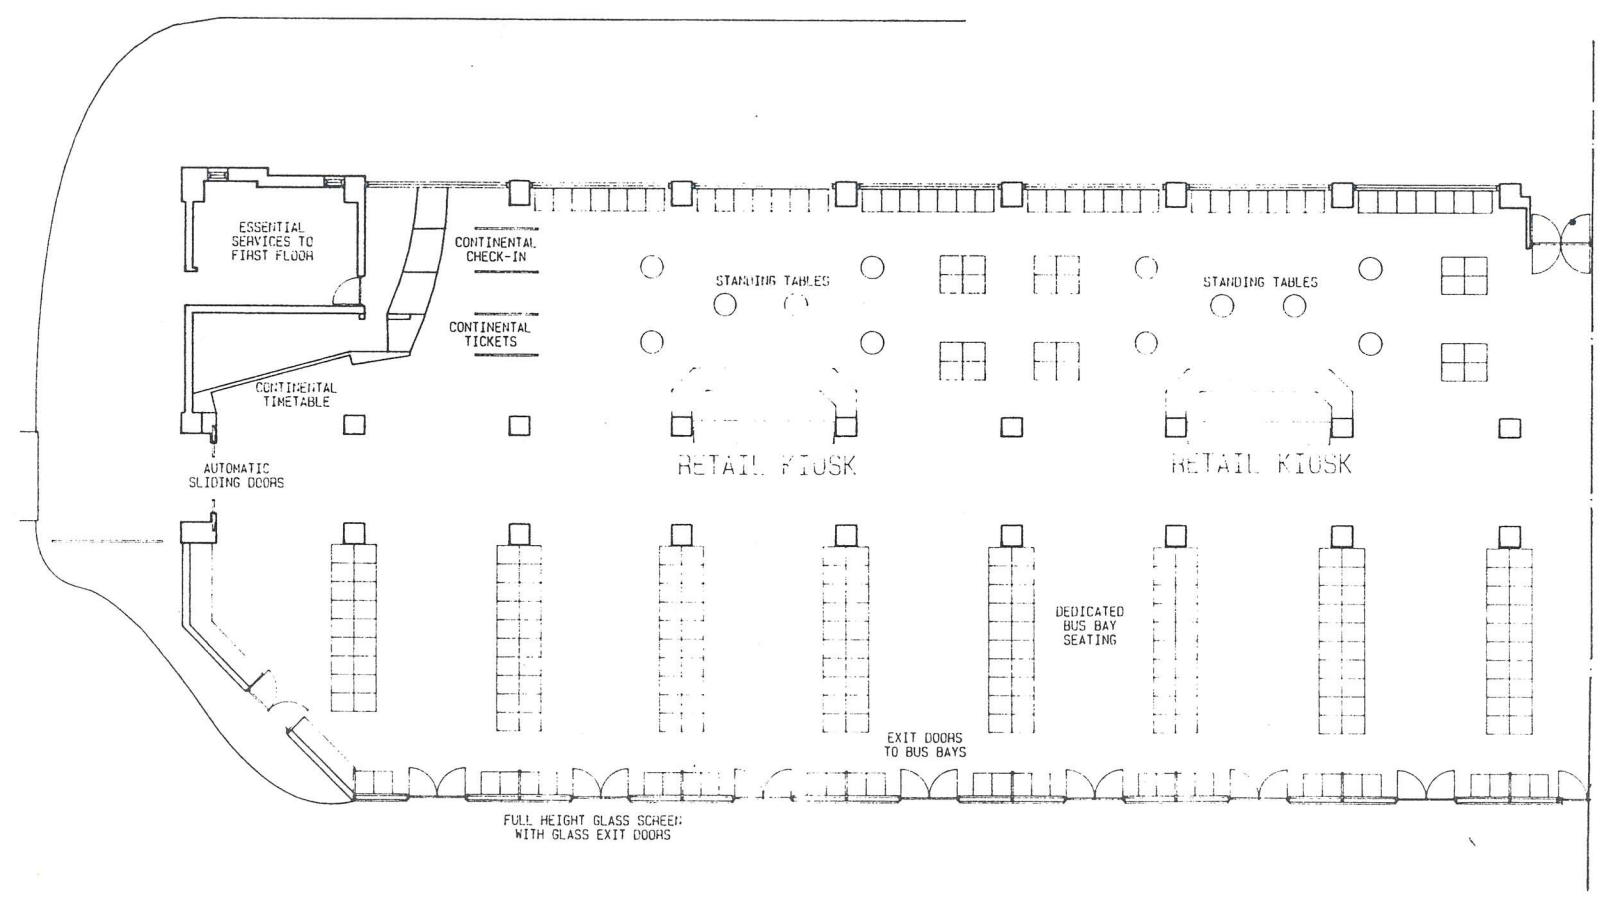 ESSENTIAL
SERVICES TO
FIRST FLOOR
CONTINENTAL
CHECK-IN
CONTINENTAL
TICKETS
CONTINENTAL
TIMETABLE
STANDING TABLES
STANDING TABLES
AUTOMATIC
SLIDING DOORS
RETAIL KIOSK
RETAIL KIOSK
DEDICATED
BUS BAY
SEATING
EXIT DOORS
TO BUS BAYS
FULL HEIGHT GLASS SCREEN
WITH GLASS EXIT DOORS